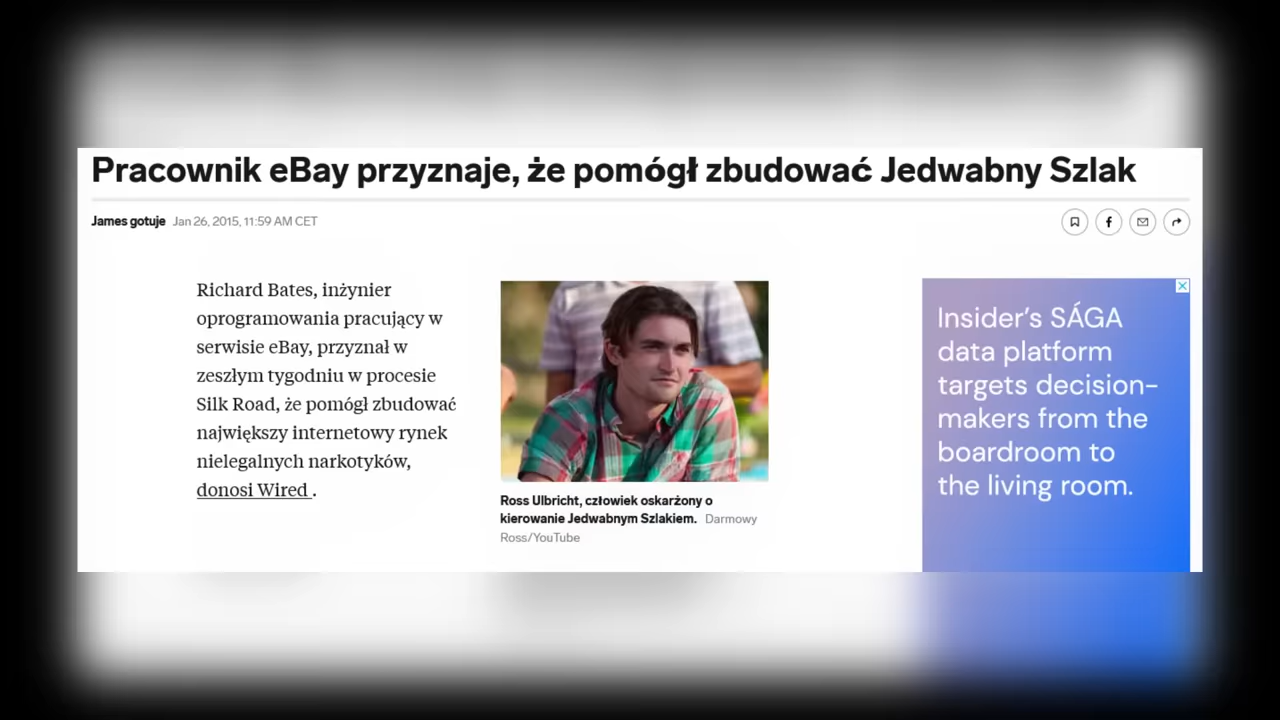 Pracownik eBay przyznaje, że pomógł zbudować Jedwabny Szlak
James gotuje Jan 26, 2015, 11:59 AM CET
Richard Bates, inżynier
oprogramowania pracujący w
serwisie eBay, przyznał w
zeszłym tygodniu w procesie
Silk Road, że pomógł zbudować
największy internetowy rynek
nielegalnych narkotyków,
donosi Wired .
Ross Ulbricht, człowiek oskarżony o
kierowanie Jedwabnym Szlakiem. Darmowy
Ross/YouTube
Insider's SÁGA
data platform
targets decision-
makers from the
boardroom to
the living room.